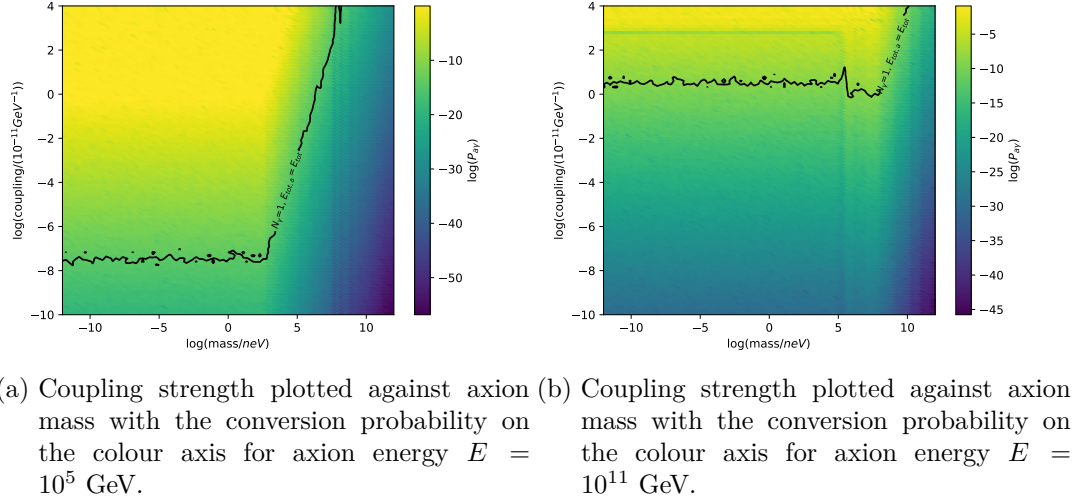 4
2
0
−2
−4
−6
−8
−10
−10
−5
0
5
10
log(coupling/(10⁻¹¹GeV⁻¹))
log(mass/neV)
Nγ=1, E_tot,a = E_tot
−10
−20
−30
−40
−50
log(P_aγ)
4
2
0
−2
−4
−6
−8
−10
−10
−5
0
5
10
log(coupling/(10⁻¹¹GeV⁻¹))
log(mass/neV)
Nγ=1, E_tot,a = E_tot
−5
−10
−15
−20
−25
−30
−35
−40
−45
log(P_aγ)
a) Coupling strength plotted against axion
mass with the conversion probability on
the colour axis for axion energy E =
10⁵ GeV.
(b) Coupling strength plotted against axion
mass with the conversion probability on
the colour axis for axion energy E =
10¹¹ GeV.